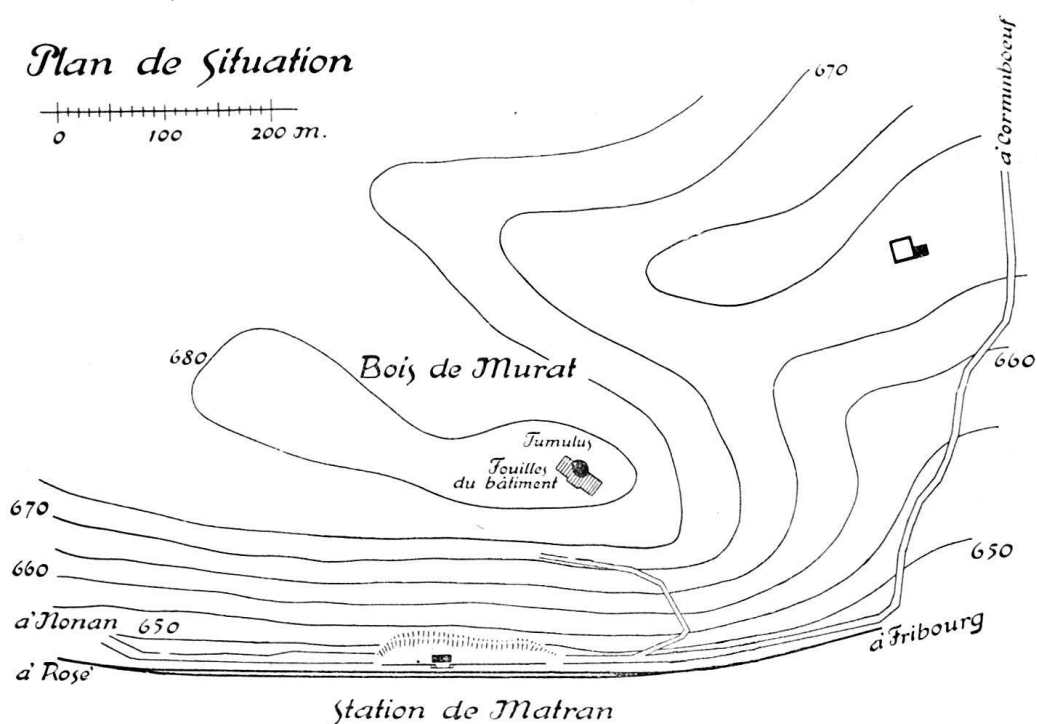 Plan de Situation
0 100 200 m.
670
à Corminboeuf
680
Bois de Murat
660
Tumulus
Fouilles
du bâtiment
670
650
660
à Nonan 650
à Fribourg
à Rosé
Station de Matran